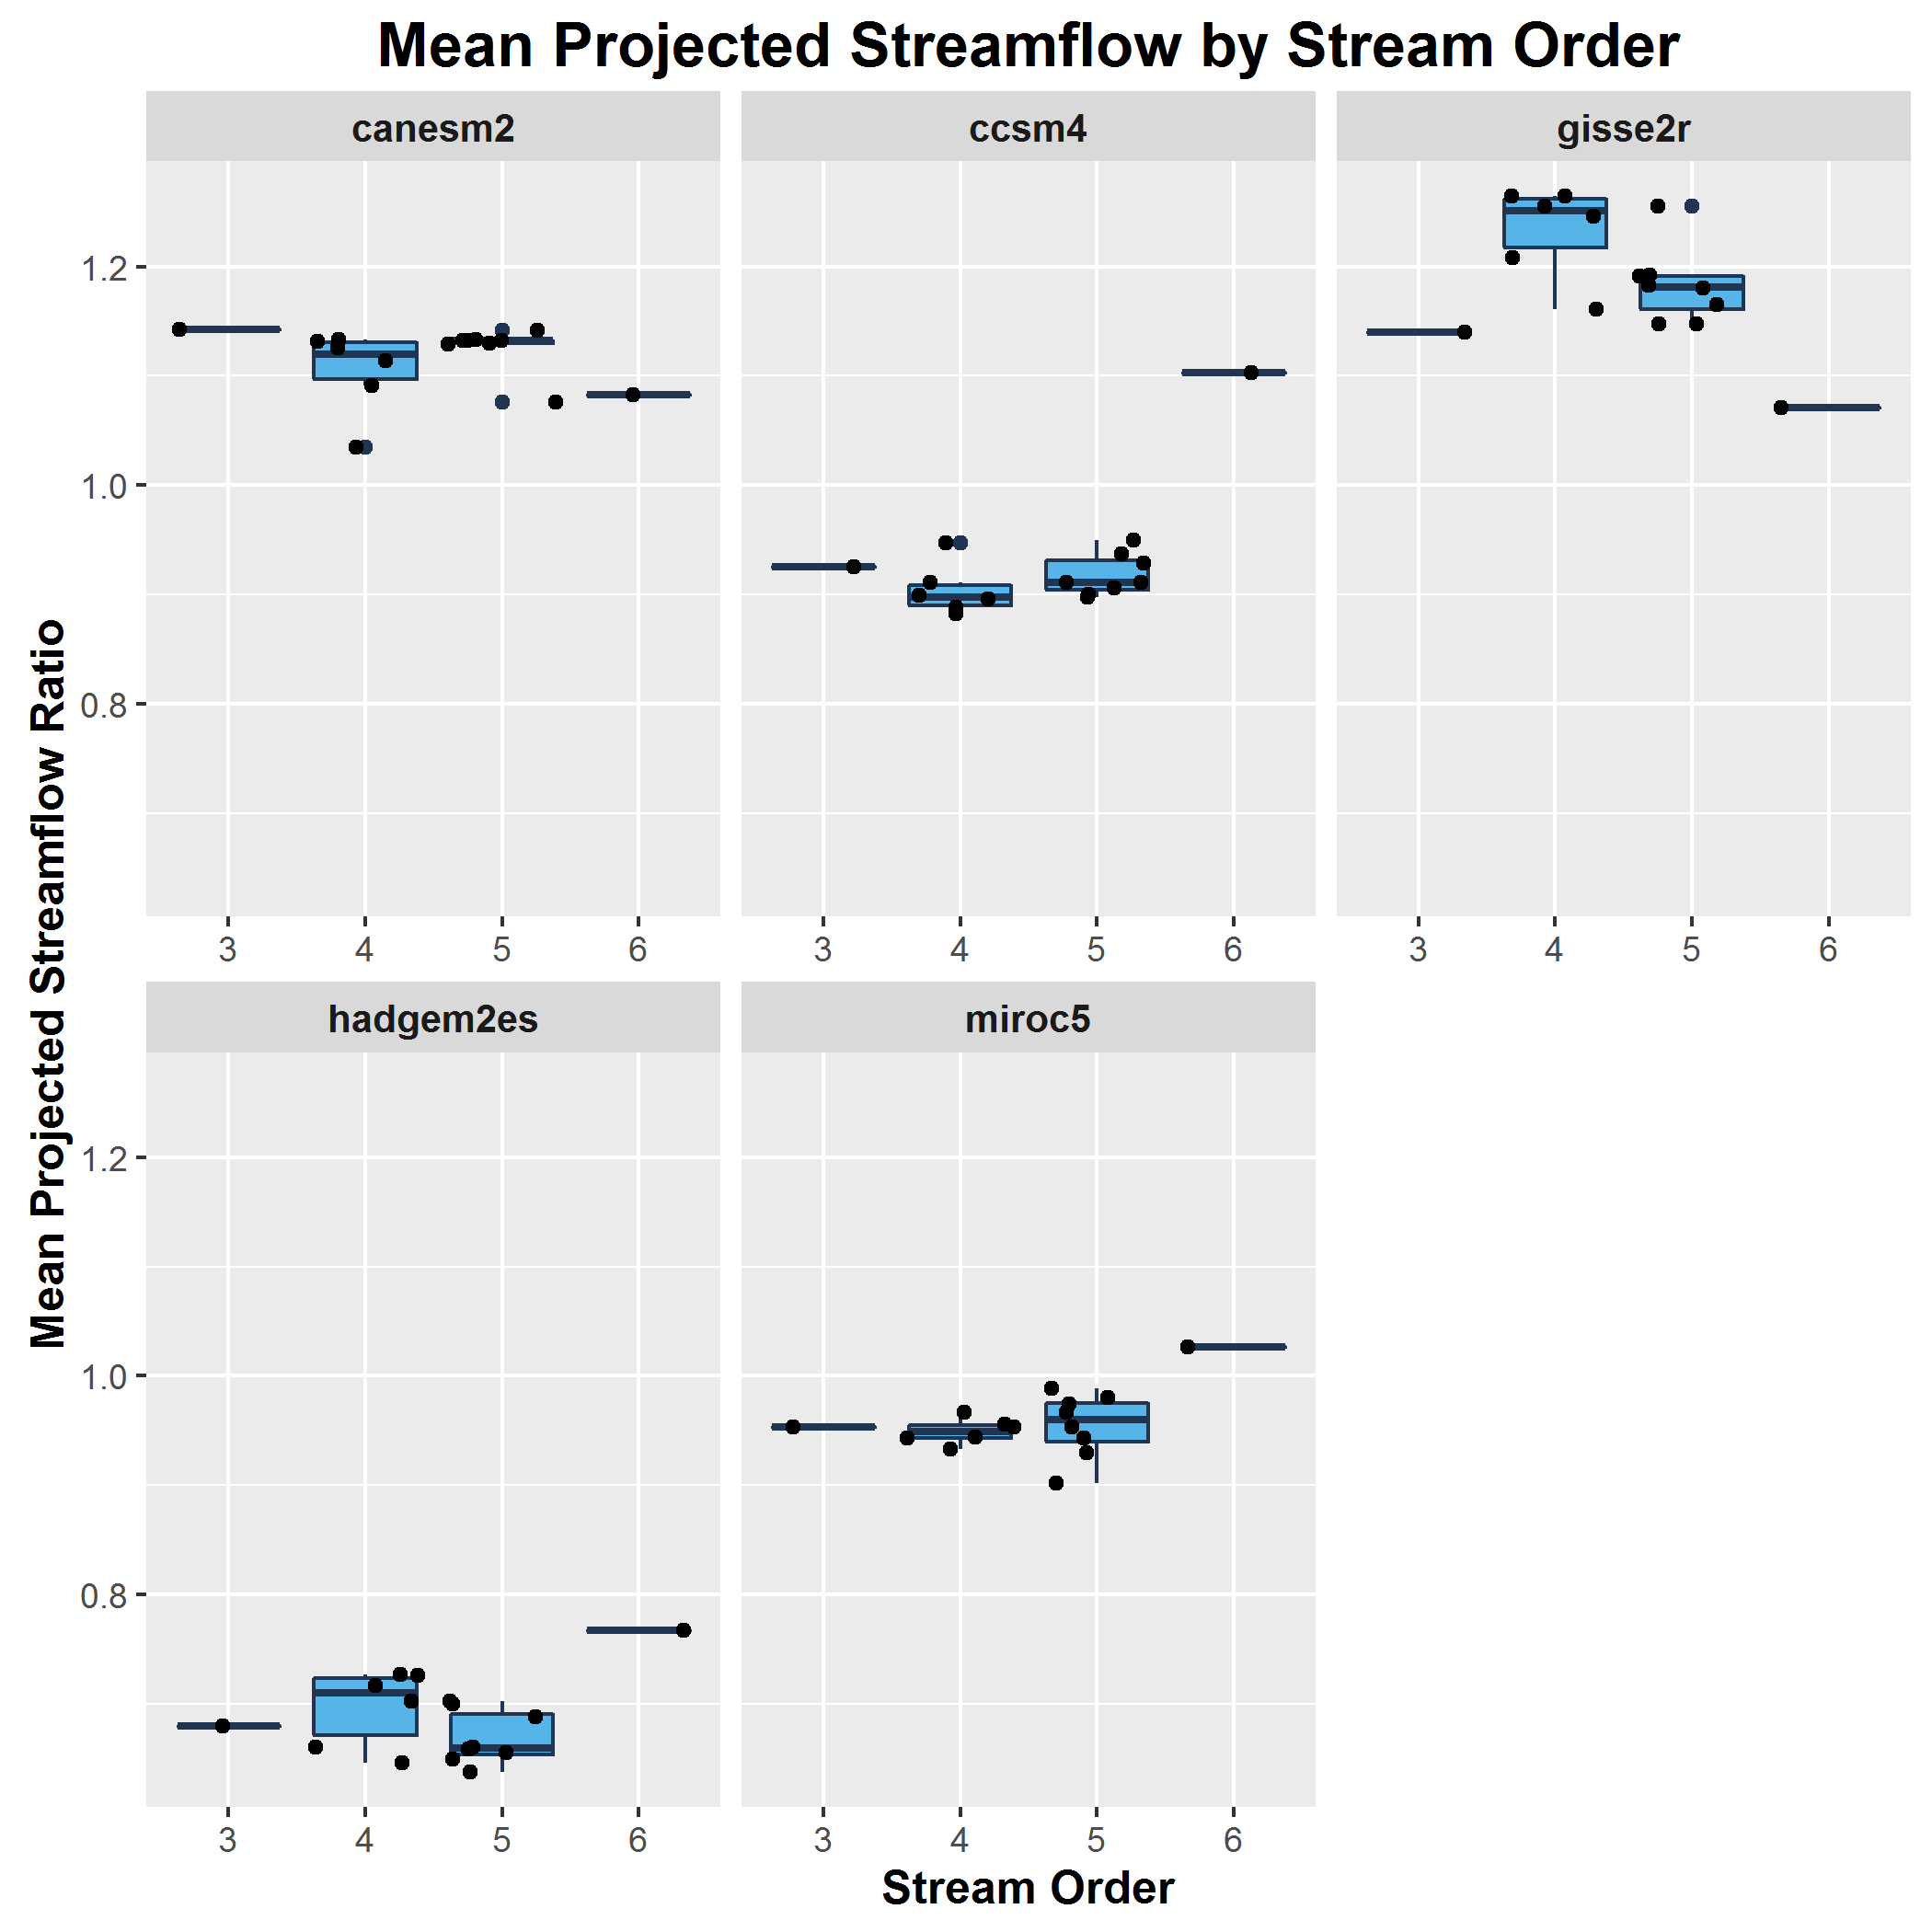 Mean Projected Streamflow by Stream Order
canesm2
ccsm4
gisse2r
1.2
1.0
0.8
3 4 5 6
3 4 5 6
3 4 5 6
Mean Projected Streamflow Ratio
hadgem2es
miroc5
1.2
1.0
0.8
3 4 5 6
3 4 5 6
Stream Order